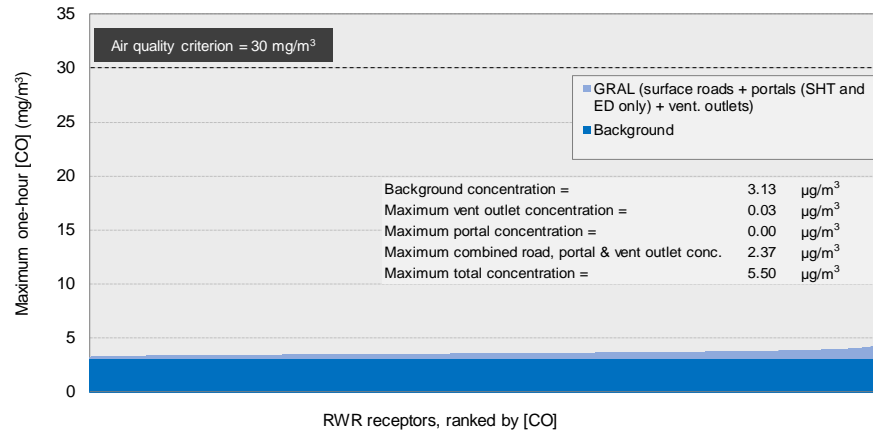 Maximum one-hour [CO] (mg/m³)
35
30
25
20
15
10
5
0
Air quality criterion = 30 mg/m³
GRAL (surface roads + portals (SHT and
ED only) + vent. outlets)
Background
Background concentration = 3.13 µg/m³
Maximum vent outlet concentration = 0.03 µg/m³
Maximum portal concentration = 0.00 µg/m³
Maximum combined road, portal & vent outlet conc. 2.37 µg/m³
Maximum total concentration = 5.50 µg/m³
RWR receptors, ranked by [CO]